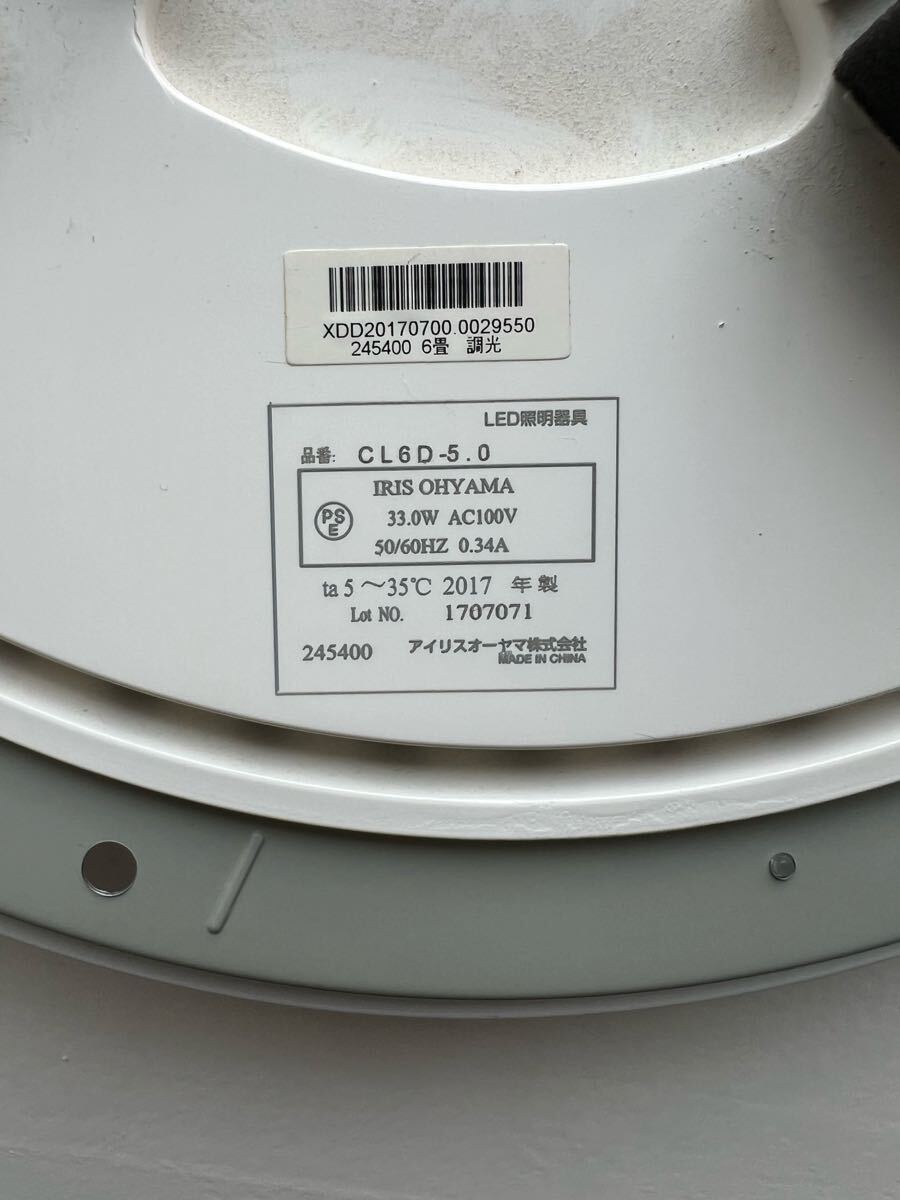 XDD20170700.0029550
245400 6畳 調光
LED照明器具
品番: CL6D-5.0
IRIS OHYAMA
PSE
33.0W AC100V
50/60HZ 0.34A
ta 5～35℃ 2017 年製
Lot NO. 1707071
245400 アイリスオーヤマ株式会社
MADE IN CHINA